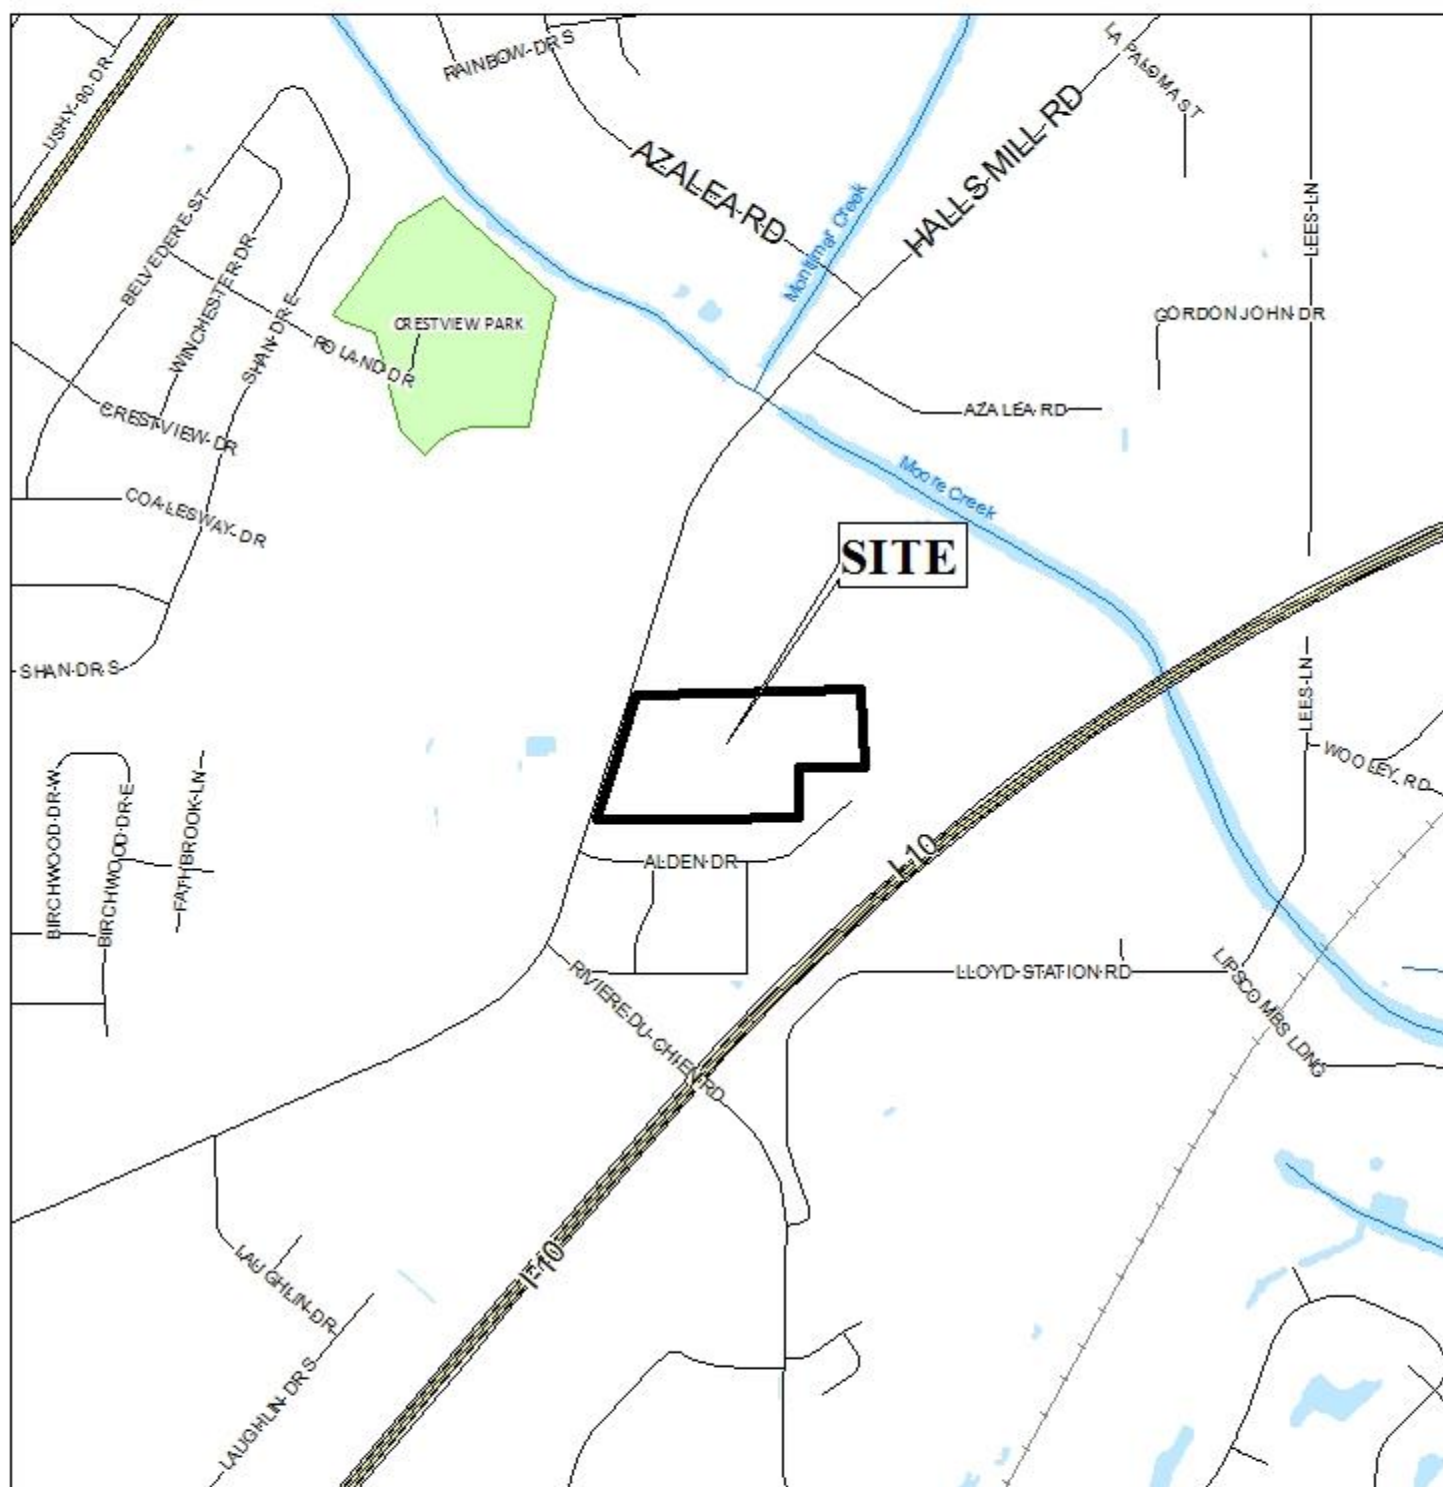 RAINBOW DR S
LA PALOMA ST
USHY 90 DR
AZALEA RD
HALLS MILL RD
BELVEDERE ST
WINCHESTER DR
Montlimar Creek
LEES LN
SHAN DR E
CRESTVIEW PARK
ROLAND DR
GORDON JOHN DR
CRESTVIEW DR
AZALEA RD
Moore Creek
COALESWAY DR
SITE
SHAN DR S
LEES LN
WOOLEY RD
BIRCHWOOD DR W
BIRCHWOOD DR E
FATHBROOK LN
ALDEN DR
I-10
RIVIERE DU CHIEN RD
LLOYD STATION RD
LIPSCOMBS LDNG
LAUGHLIN DR
I-10
LAUGHLIN DR S